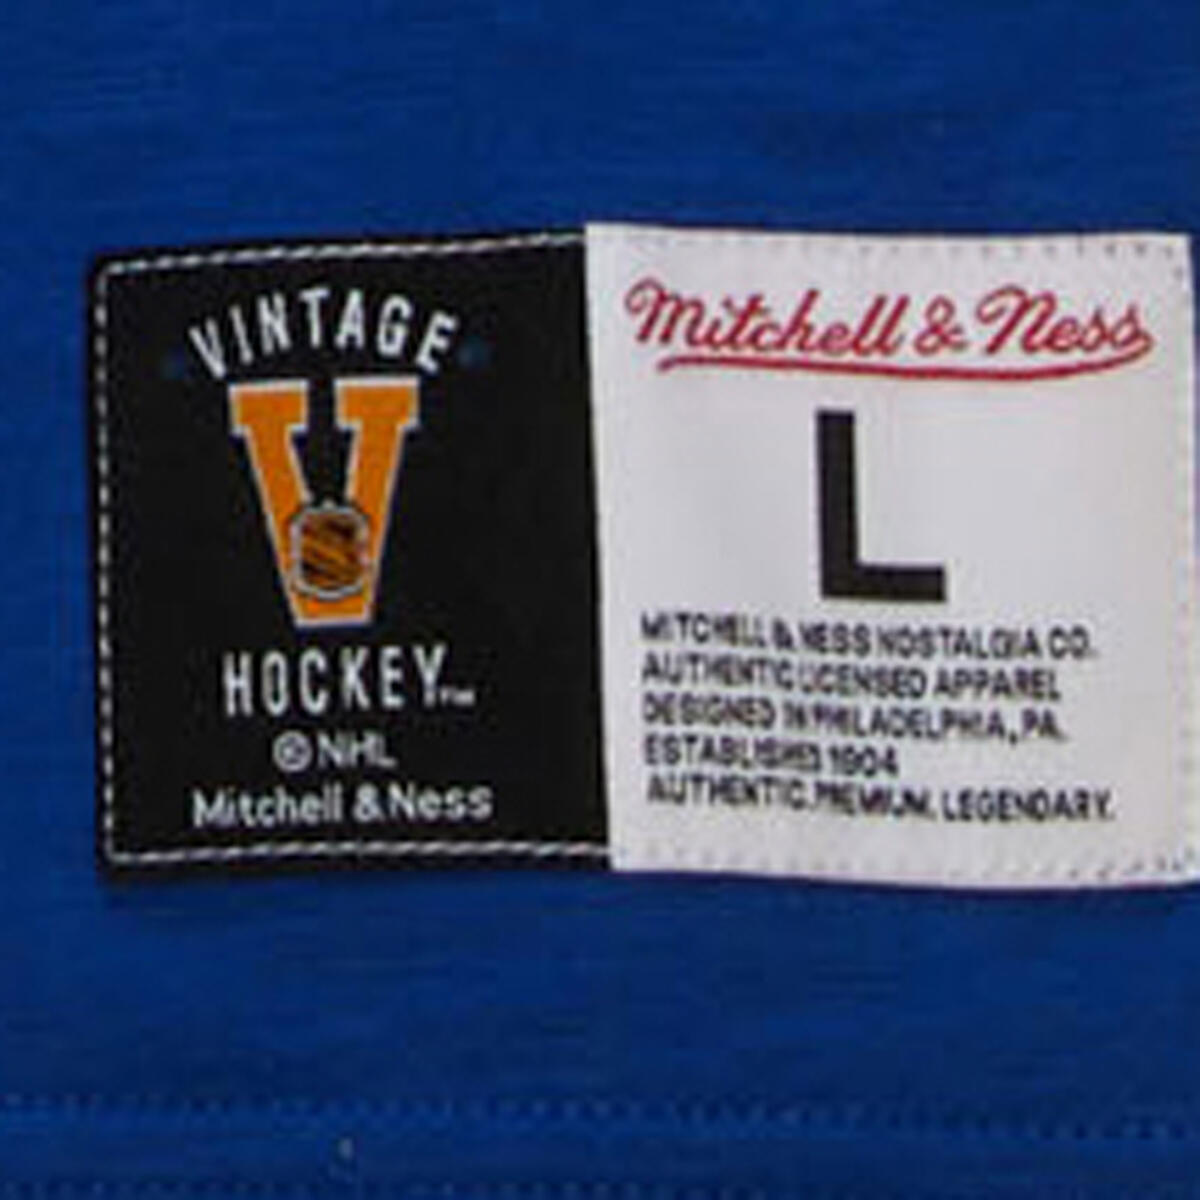 VINTAGE
V
HOCKEY™
© NHL
Mitchell & Ness
Mitchell & Ness
L
MITCHELL & NESS NOSTALGIA CO.
AUTHENTIC LICENSED APPAREL
DESIGNED IN PHILADELPHIA, PA.
ESTABLISHED 1904
AUTHENTIC. PREMIUM. LEGENDARY.